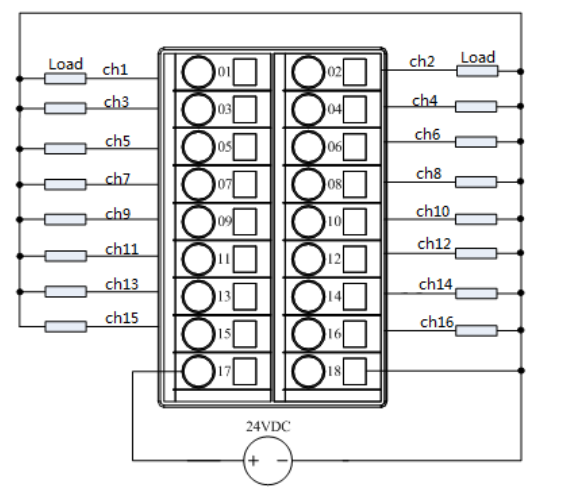 Load ch1 01 02 ch2 Load
ch3 03 04 ch4
ch5 05 06 ch6
ch7 07 08 ch8
ch9 09 10 ch10
ch11 11 12 ch12
ch13 13 14 ch14
ch15 15 16 ch16
17 18
24VDC
+ −